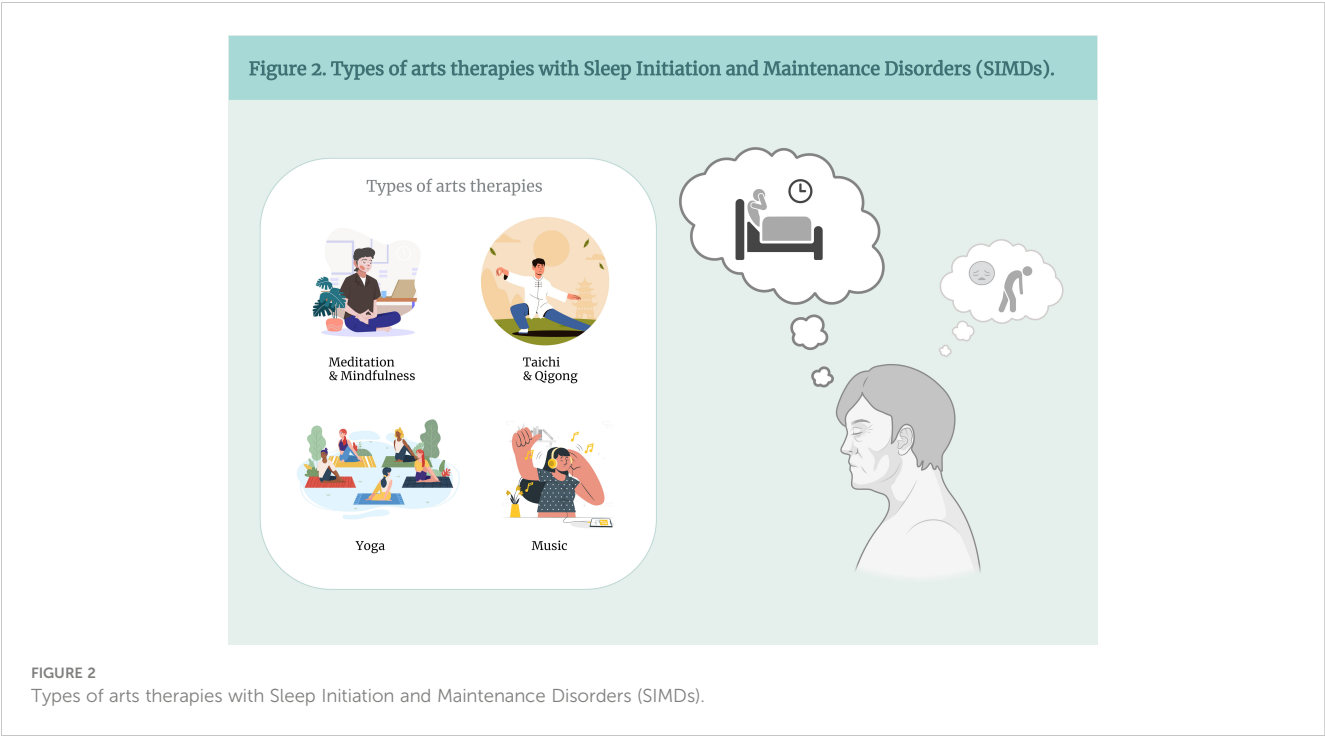 Figure 2. Types of arts therapies with Sleep Initiation and Maintenance Disorders (SIMDs).
Types of arts therapies
Meditation
& Mindfulness
Taichi
& Qigong
Yoga
Music
FIGURE 2
Types of arts therapies with Sleep Initiation and Maintenance Disorders (SIMDs).